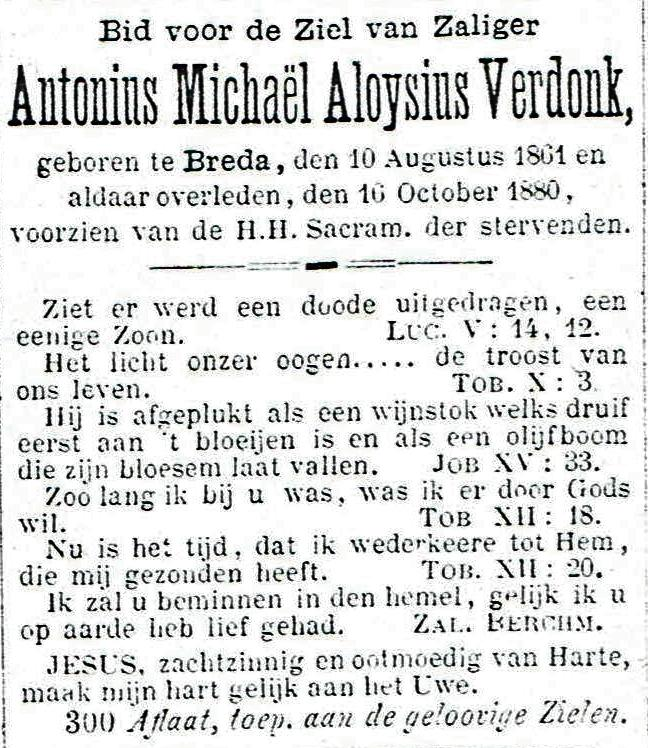 Bid voor de Ziel van Zaliger
Antonius Michaël Aloysius Verdonk,
geboren te Breda, den 10 Augustus 1861 en
aldaar overleden, den 16 October 1880,
voorzien van de H.H. Sacram. der stervenden.
Ziet er werd een doode uitgedragen, een
eenige Zoon. Luc. V: 14, 12.
Het licht onzer oogen..... de troost van
ons leven. Tob. X: 3.
Hij is afgeplukt als een wijnstok welks druif
eerst aan 't bloeijen is en als een olijfboom
die zijn bloesem laat vallen. Job XV: 33.
Zoo lang ik bij u was, was ik er door Gods
wil. Tob XII: 18.
Nu is het tijd, dat ik wederkeere tot Hem,
die mij gezonden heeft. Tob. XII: 20.
Ik zal u beminnen in den hemel, gelijk ik u
op aarde heb lief gehad. Zal. Berchm.
JESUS, zachtzinnig en ootmoedig van Harte,
maak mijn hart gelijk aan het Uwe.
300 Aflaat, toep. aan de geloovige Zielen.